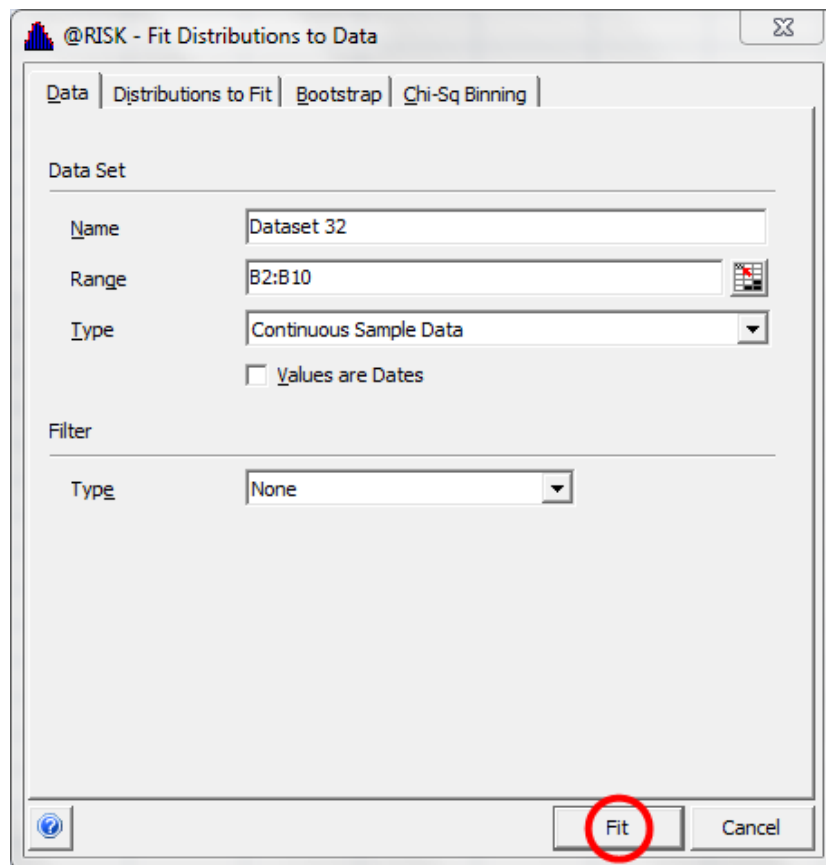 @RISK - Fit Distributions to Data
Data Distributions to Fit Bootstrap Chi-Sq Binning
Data Set
Name Dataset 32
Range B2:B10
Type Continuous Sample Data
Values are Dates
Filter
Type None
Fit Cancel